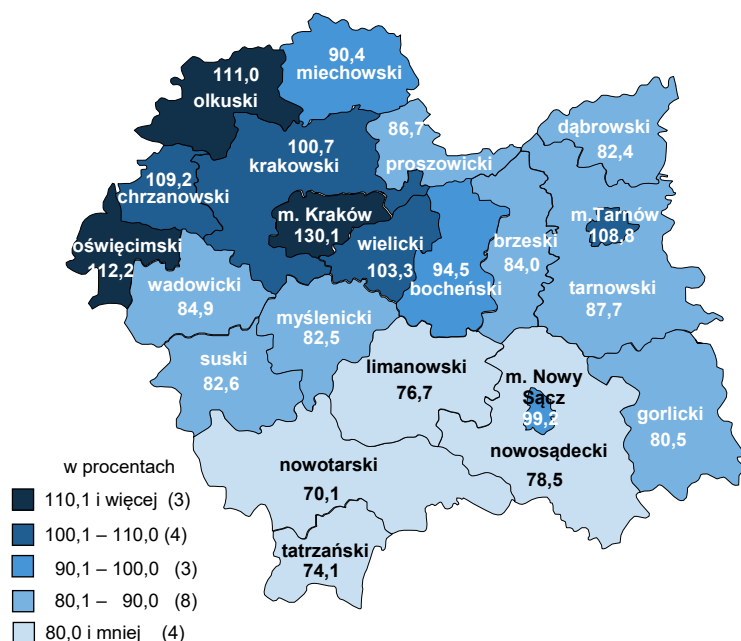 90,4
miechowski
111,0
olkuski
86,7
proszowicki
dąbrowski
82,4
100,7
krakowski
109,2
chrzanowski
m. Kraków
130,1
wielicki
103,3
94,5
bocheński
brzeski
84,0
m.Tarnów
108,8
tarnowski
87,7
oświęcimski
112,2
wadowicki
84,9
myślenicki
82,5
suski
82,6
limanowski
76,7
m. Nowy
Sącz
99,2
nowosądecki
78,5
gorlicki
80,5
nowotarski
70,1
tatrzański
74,1
w procentach
110,1 i więcej (3)
100,1 – 110,0 (4)
90,1 – 100,0 (3)
80,1 – 90,0 (8)
80,0 i mniej (4)